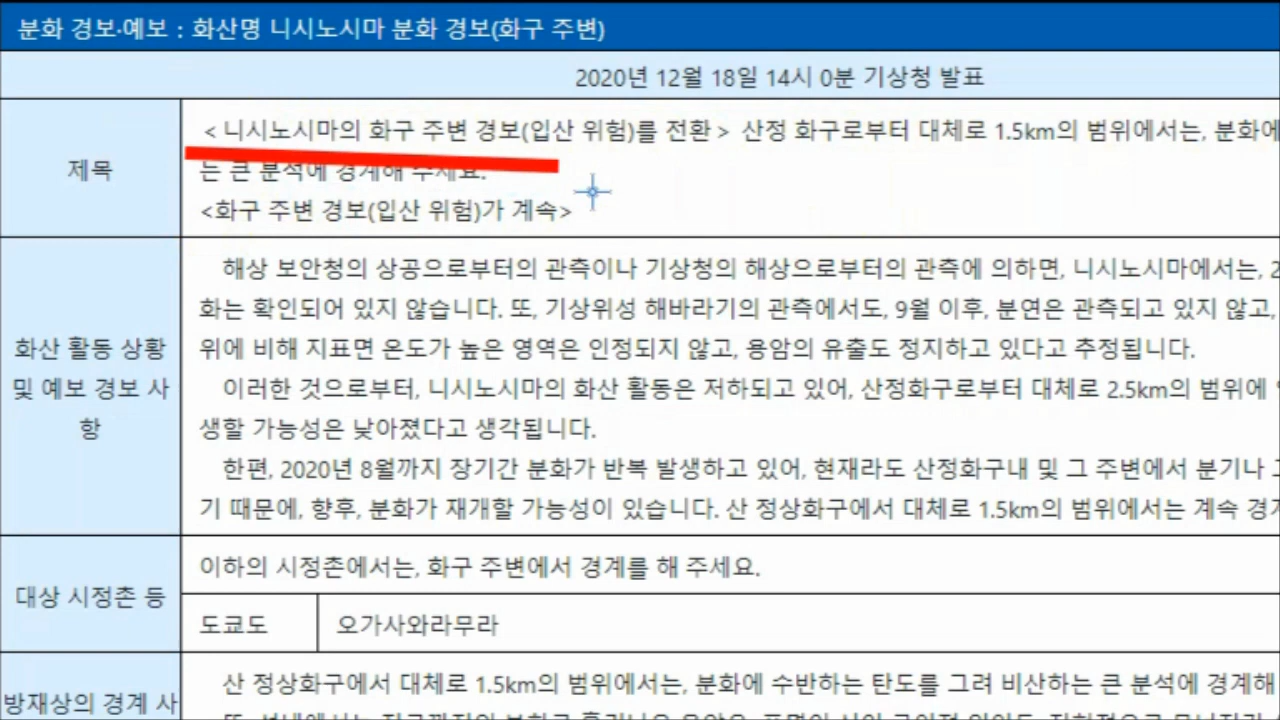 분화 경보·예보 : 화산명 니시노시마 분화 경보(화구 주변)
2020년 12월 18일 14시 0분 기상청 발표
제목
< 니시노시마의 화구 주변 경보(입산 위험)를 전환 > 산정 화구로부터 대체로 1.5km의 범위에서는, 분화에
는 큰 분석에 경계해 주세요.
<화구 주변 경보(입산 위험)가 계속>
화산 활동 상황
및 예보 경보 사
항
해상 보안청의 상공으로부터의 관측이나 기상청의 해상으로부터의 관측에 의하면, 니시노시마에서는, 2
화는 확인되어 있지 않습니다. 또, 기상위성 해바라기의 관측에서도, 9월 이후, 분연은 관측되고 있지 않고,
위에 비해 지표면 온도가 높은 영역은 인정되지 않고, 용암의 유출도 정지하고 있다고 추정됩니다.
이러한 것으로부터, 니시노시마의 화산 활동은 저하되고 있어, 산정화구로부터 대체로 2.5km의 범위에
생할 가능성은 낮아졌다고 생각됩니다.
한편, 2020년 8월까지 장기간 분화가 반복 발생하고 있어, 현재라도 산정화구내 및 그 주변에서 분기나
기 때문에, 향후, 분화가 재개할 가능성이 있습니다. 산 정상화구에서 대체로 1.5km의 범위에서는 계속
대상 시정촌 등
이하의 시정촌에서는, 화구 주변에서 경계를 해 주세요.
도쿄도
오가사와라무라
방재상의 경계 사
산 정상화구에서 대체로 1.5km의 범위에서는, 분화에 수반하는 탄도를 그려 비산하는 큰 분석에 경계해